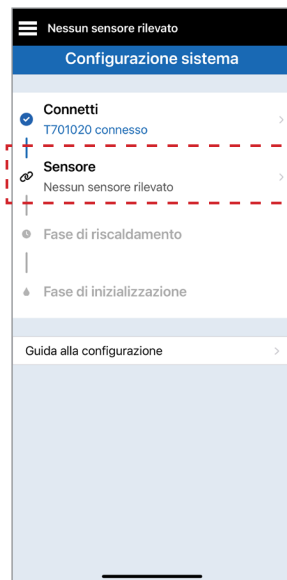 Nessun sensore rilevato
Configurazione sistema
Connetti
T701020 connesso
Sensore
Nessun sensore rilevato
Fase di riscaldamento
Fase di inizializzazione
Guida alla configurazione